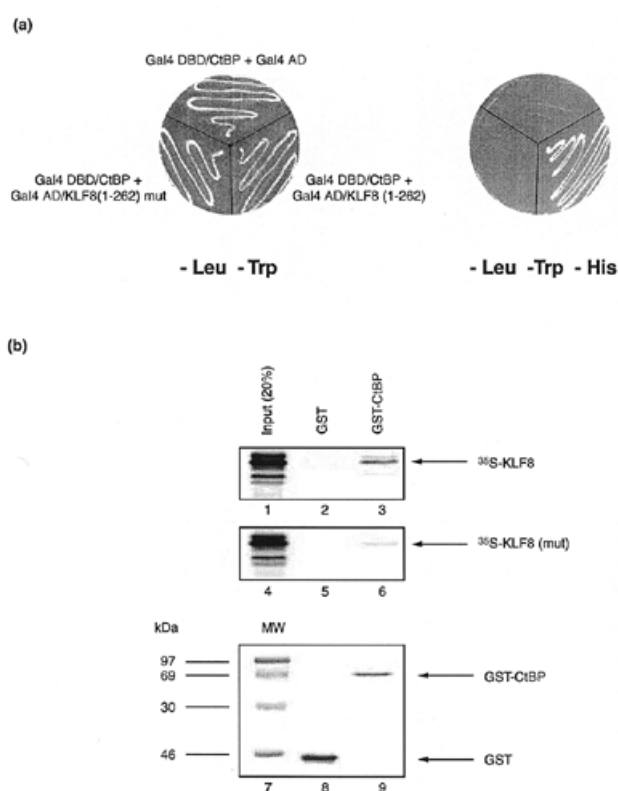 (a)
Gal4 DBD/CtBP + Gal4 AD
Gal4 DBD/CtBP +
Gal4 AD/KLF8(1-262) mut
Gal4 DBD/CtBP +
Gal4 AD/KLF8 (1-262)
- Leu -Trp
- Leu -Trp - His
(b)
Input (20%)
GST
GST-CtBP
35S-KLF8
1 2 3
35S-KLF8 (mut)
4 5 6
kDa
MW
97
69
GST-CtBP
30
46
GST
7 8 9